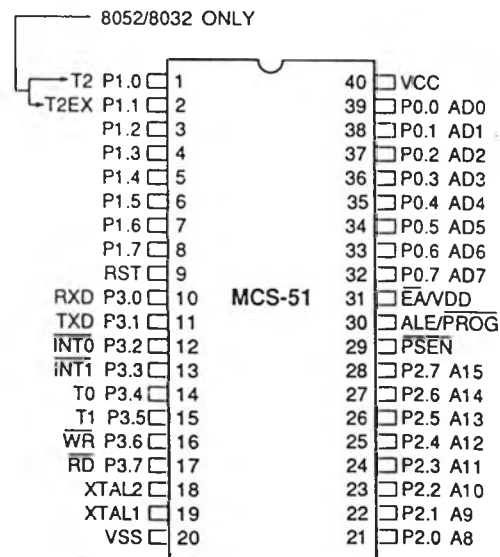 8052/8032 ONLY
T2 P1.0 1 40 VCC
T2EX P1.1 2 39 P0.0 AD0
P1.2 3 38 P0.1 AD1
P1.3 4 37 P0.2 AD2
P1.4 5 36 P0.3 AD3
P1.5 6 35 P0.4 AD4
P1.6 7 34 P0.5 AD5
P1.7 8 33 P0.6 AD6
RST 9 32 P0.7 AD7
RXD P3.0 10 MCS-51 31 E̅A̅/VDD
TXD P3.1 11 30 ALE/P̅R̅O̅G̅
I̅N̅T̅0̅ P3.2 12 29 P̅S̅E̅N̅
I̅N̅T̅1̅ P3.3 13 28 P2.7 A15
T0 P3.4 14 27 P2.6 A14
T1 P3.5 15 26 P2.5 A13
W̅R̅ P3.6 16 25 P2.4 A12
R̅D̅ P3.7 17 24 P2.3 A11
XTAL2 18 23 P2.2 A10
XTAL1 19 22 P2.1 A9
VSS 20 21 P2.0 A8